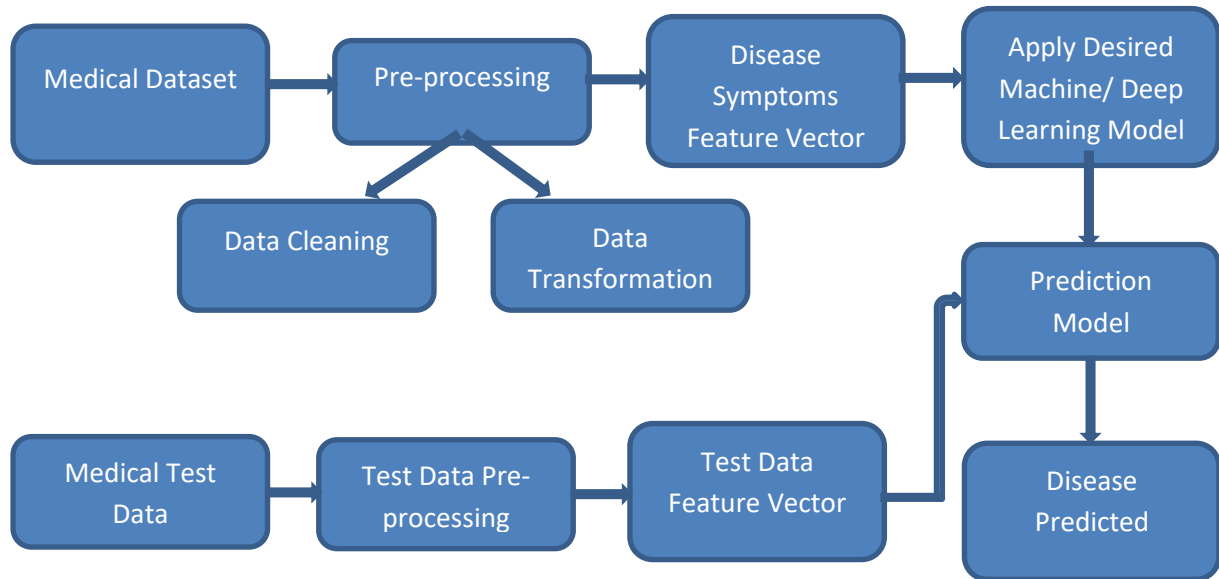 Medical Dataset
Pre-processing
Disease
Symptoms
Feature Vector
Apply Desired
Machine/ Deep
Learning Model
Data Cleaning
Data
Transformation
Prediction
Model
Medical Test
Data
Test Data Pre-
processing
Test Data
Feature Vector
Disease
Predicted